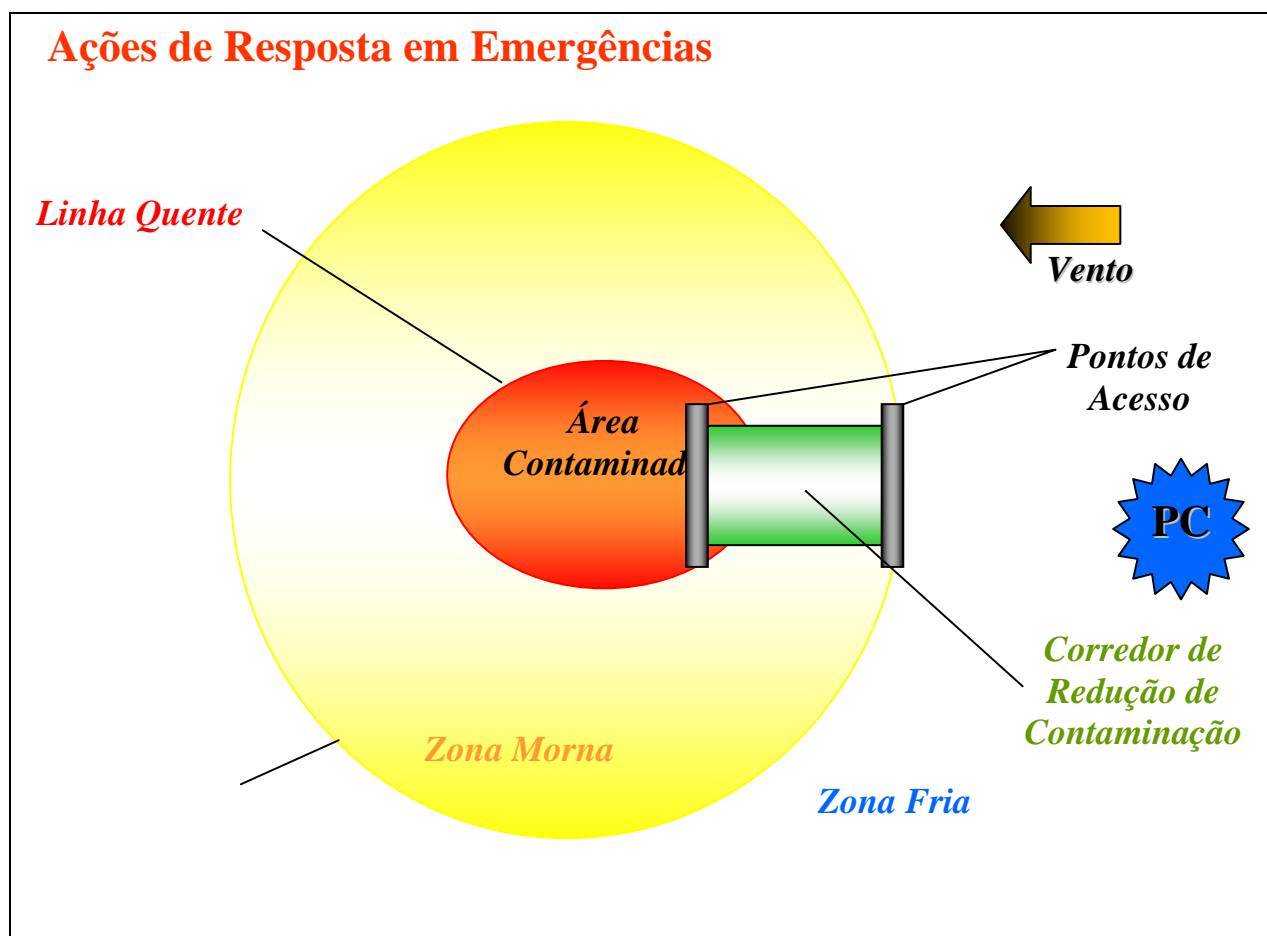 Ações de Resposta em Emergências
Linha Quente
Vento
Pontos de
Acesso
Área
Contaminad
PC
Corredor de
Redução de
Contaminação
Zona Morna
Zona Fria